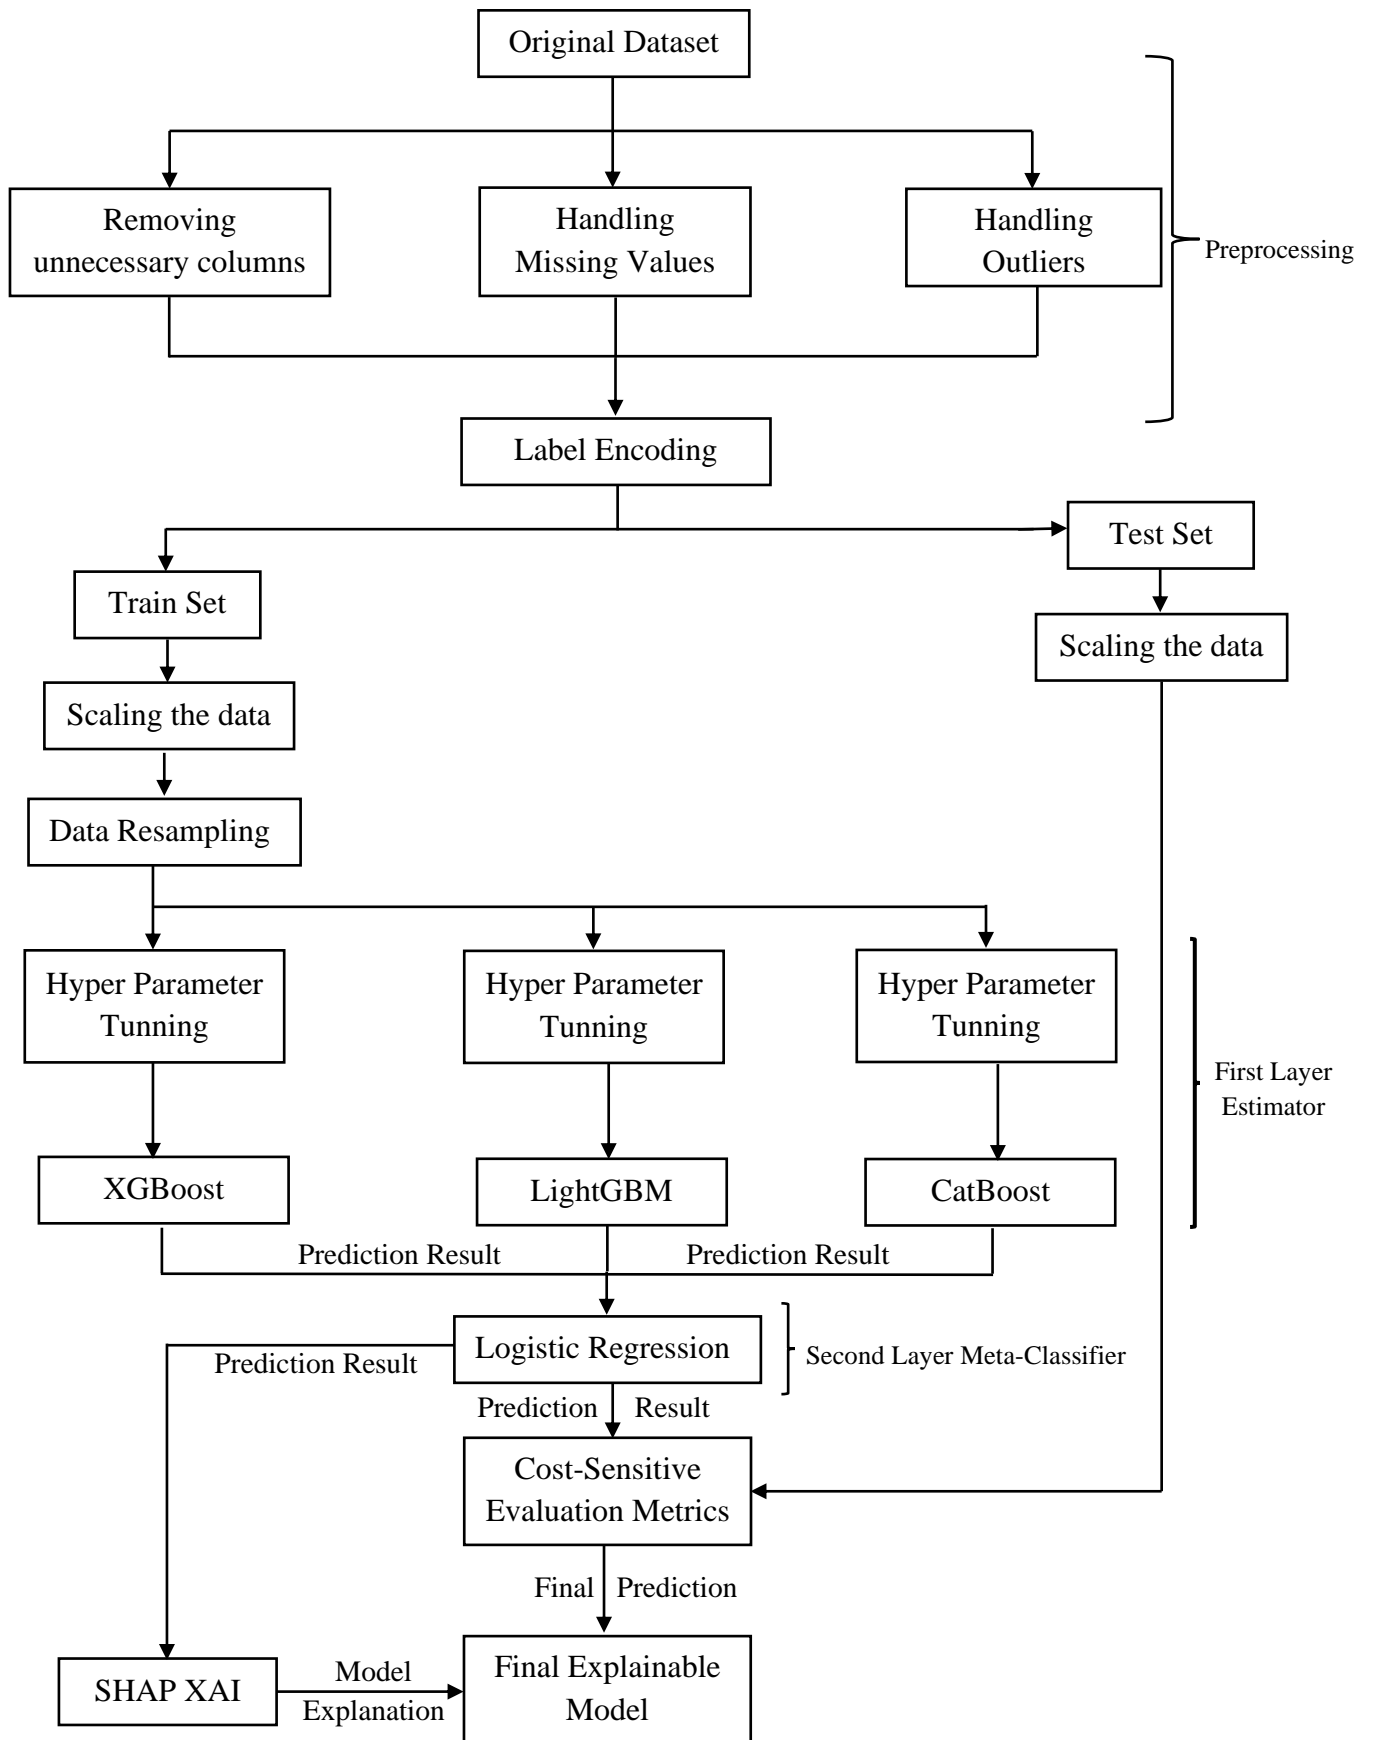 Original Dataset
Removing
unnecessary columns
Handling
Missing Values
Handling
Outliers
Preprocessing
Label Encoding
Test Set
Train Set
Scaling the data
Scaling the data
Data Resampling
Hyper Parameter
Tunning
Hyper Parameter
Tunning
Hyper Parameter
Tunning
First Layer
Estimator
XGBoost
LightGBM
CatBoost
Prediction Result
Prediction Result
Logistic Regression
Second Layer Meta-Classifier
Prediction Result
Prediction Result
Cost-Sensitive
Evaluation Metrics
Final Prediction
SHAP XAI
Model
Explanation
Final Explainable
Model